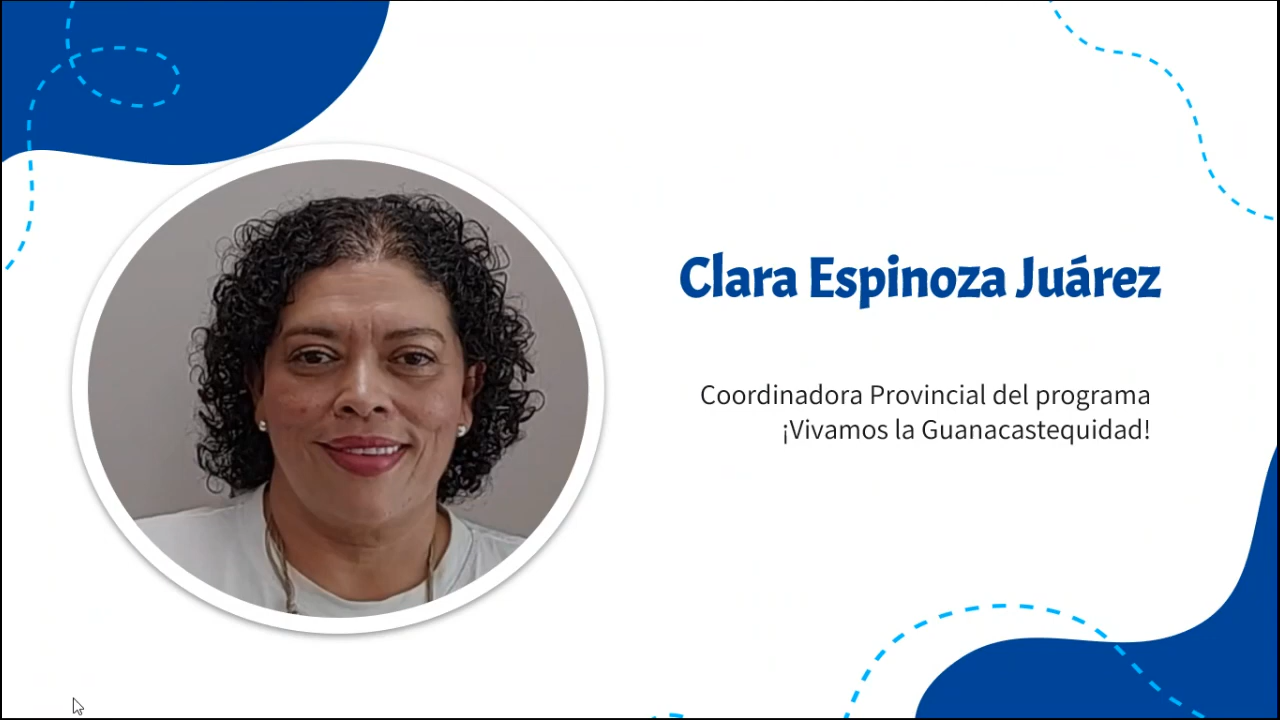 Clara Espinoza Juárez
Coordinadora Provincial del programa
¡Vivamos la Guanacastequidad!